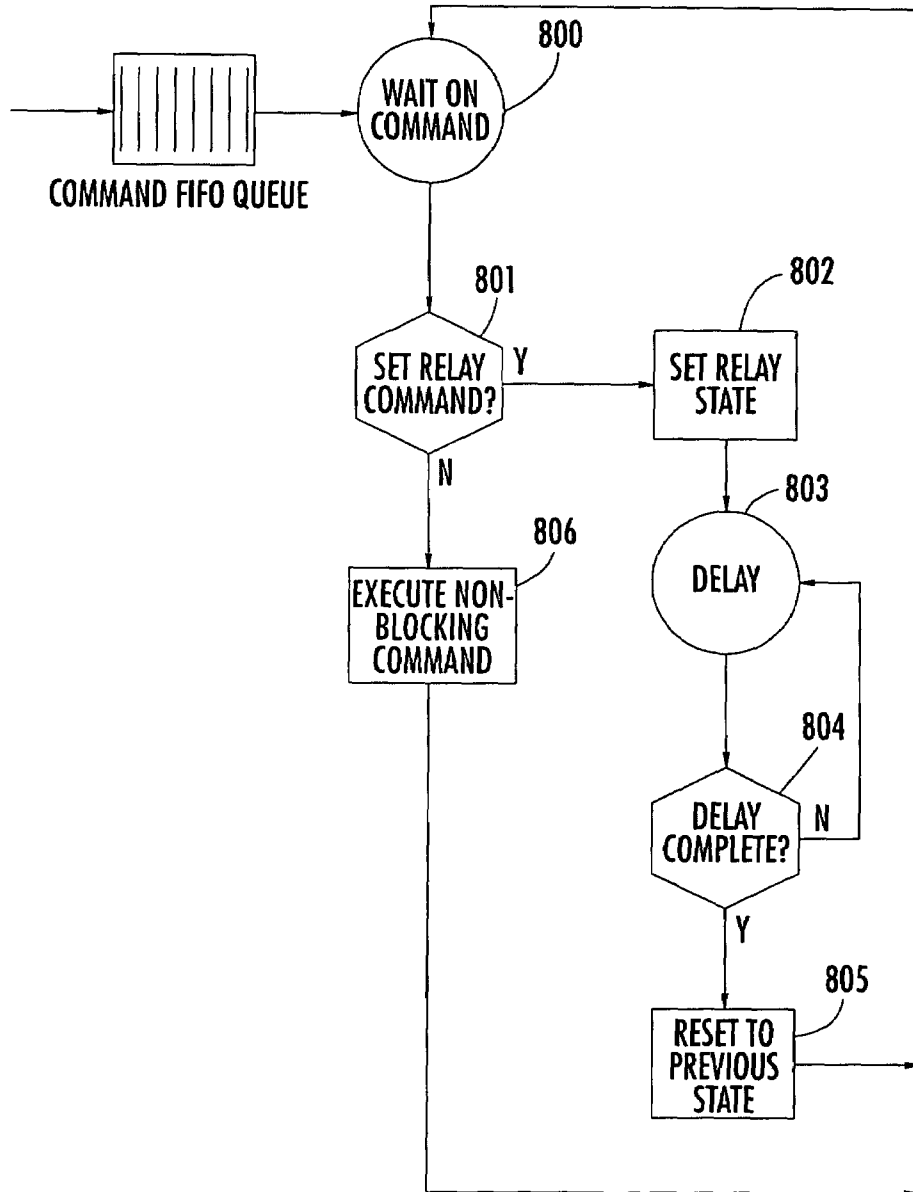 800
WAIT ON
COMMAND
COMMAND FIFO QUEUE
801
SET RELAY
COMMAND?
Y
N
802
SET RELAY
STATE
803
DELAY
806
EXECUTE NON-
BLOCKING
COMMAND
804
DELAY
COMPLETE?
N
Y
805
RESET TO
PREVIOUS
STATE